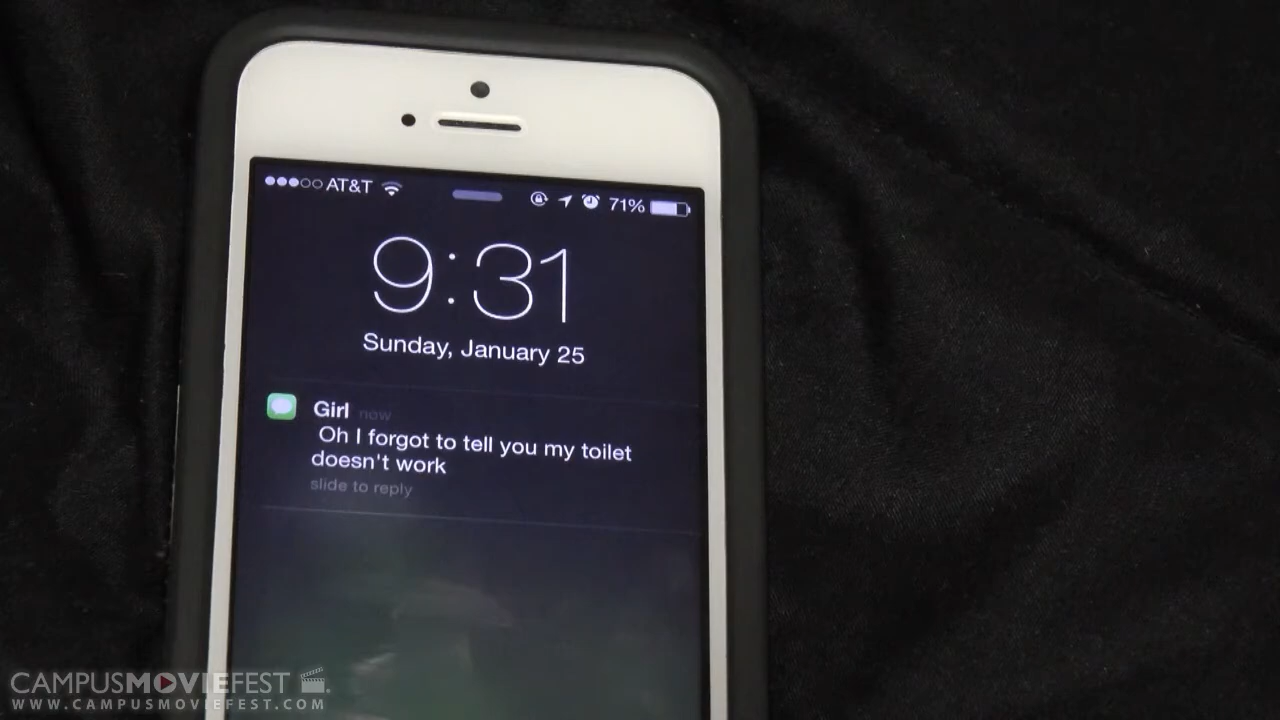 AT&T 71%
9:31
Sunday, January 25
Girl now
Oh I forgot to tell you my toilet
doesn't work
slide to reply
CAMPUSMOVIEFEST
WWW.CAMPUSMOVIEFEST.COM